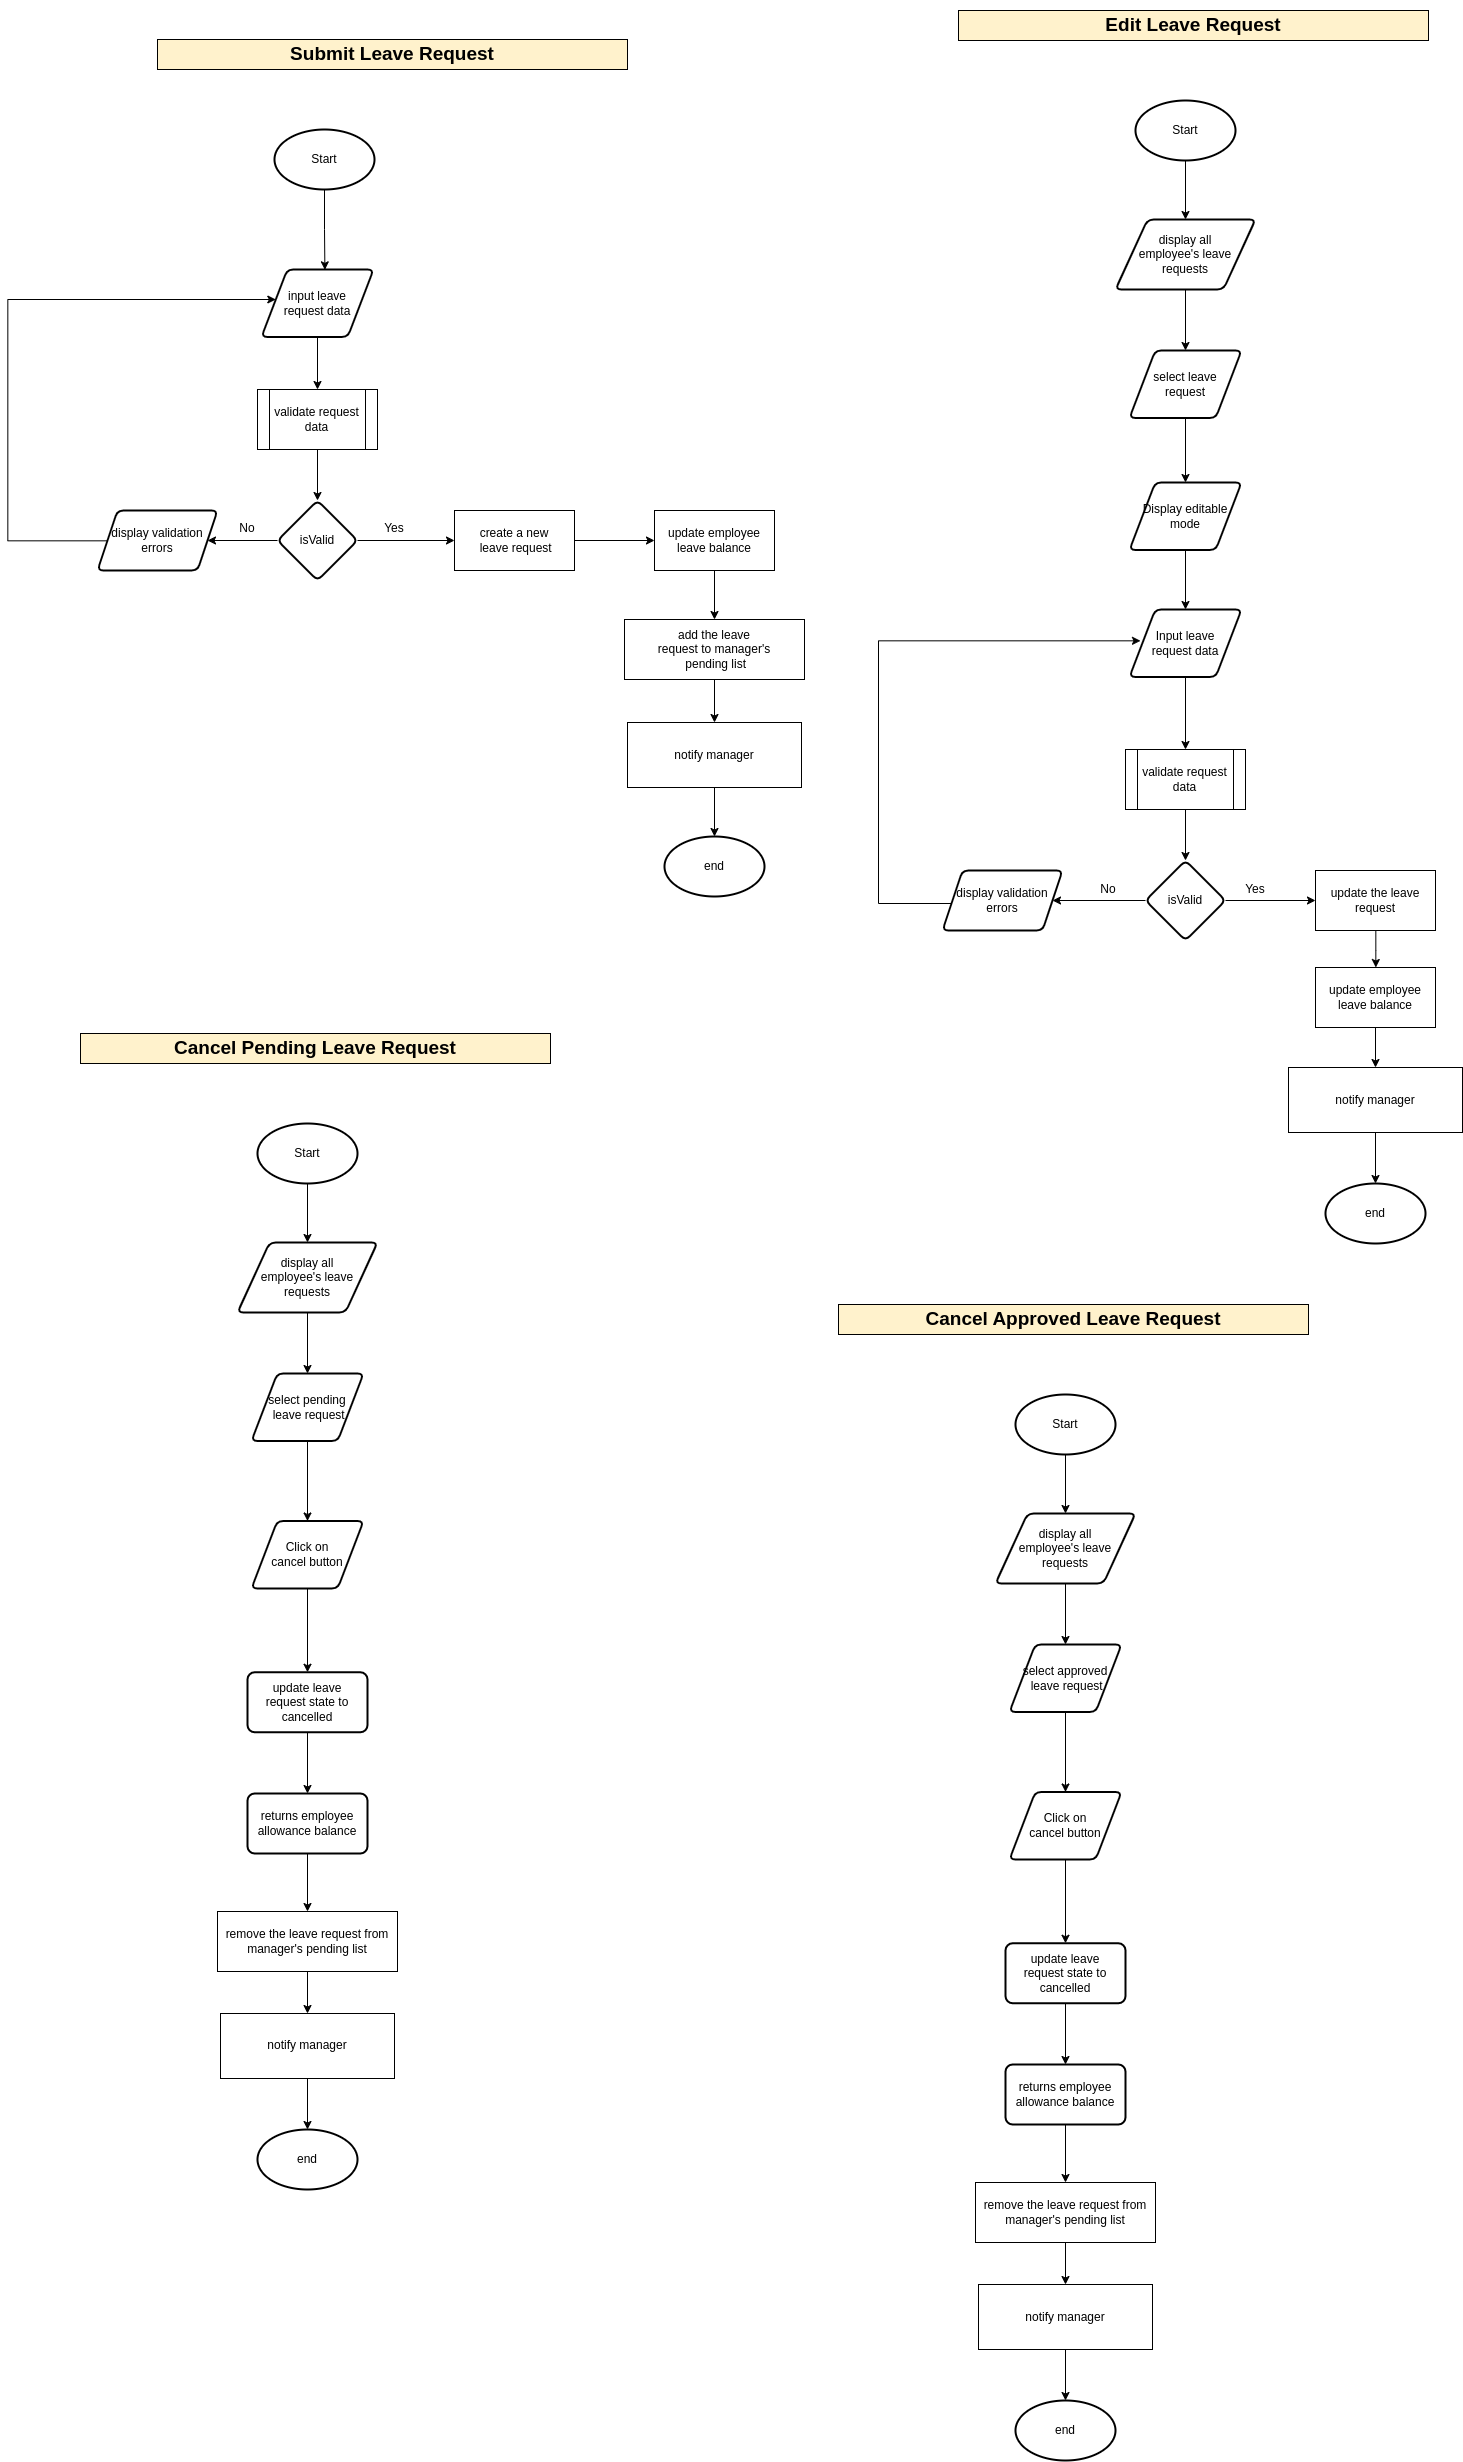 Submit Leave Request
Start
input leave
request data
validate request
data
isValid
No
Yes
display validation
errors
create a new
leave request
update employee
leave balance
add the leave
request to manager's
pending list
notify manager
end
Edit Leave Request
Start
display all
employee's leave
requests
select leave
request
Display editable
mode
Input leave
request data
validate request
data
isValid
No
Yes
display validation
errors
update the leave
request
update employee
leave balance
notify manager
end
Cancel Pending Leave Request
Start
display all
employee's leave
requests
select pending
leave request
Click on
cancel button
update leave
request state to
cancelled
returns employee
allowance balance
remove the leave request from
manager's pending list
notify manager
end
Cancel Approved Leave Request
Start
display all
employee's leave
requests
select approved
leave request
Click on
cancel button
update leave
request state to
cancelled
returns employee
allowance balance
remove the leave request from
manager's pending list
notify manager
end